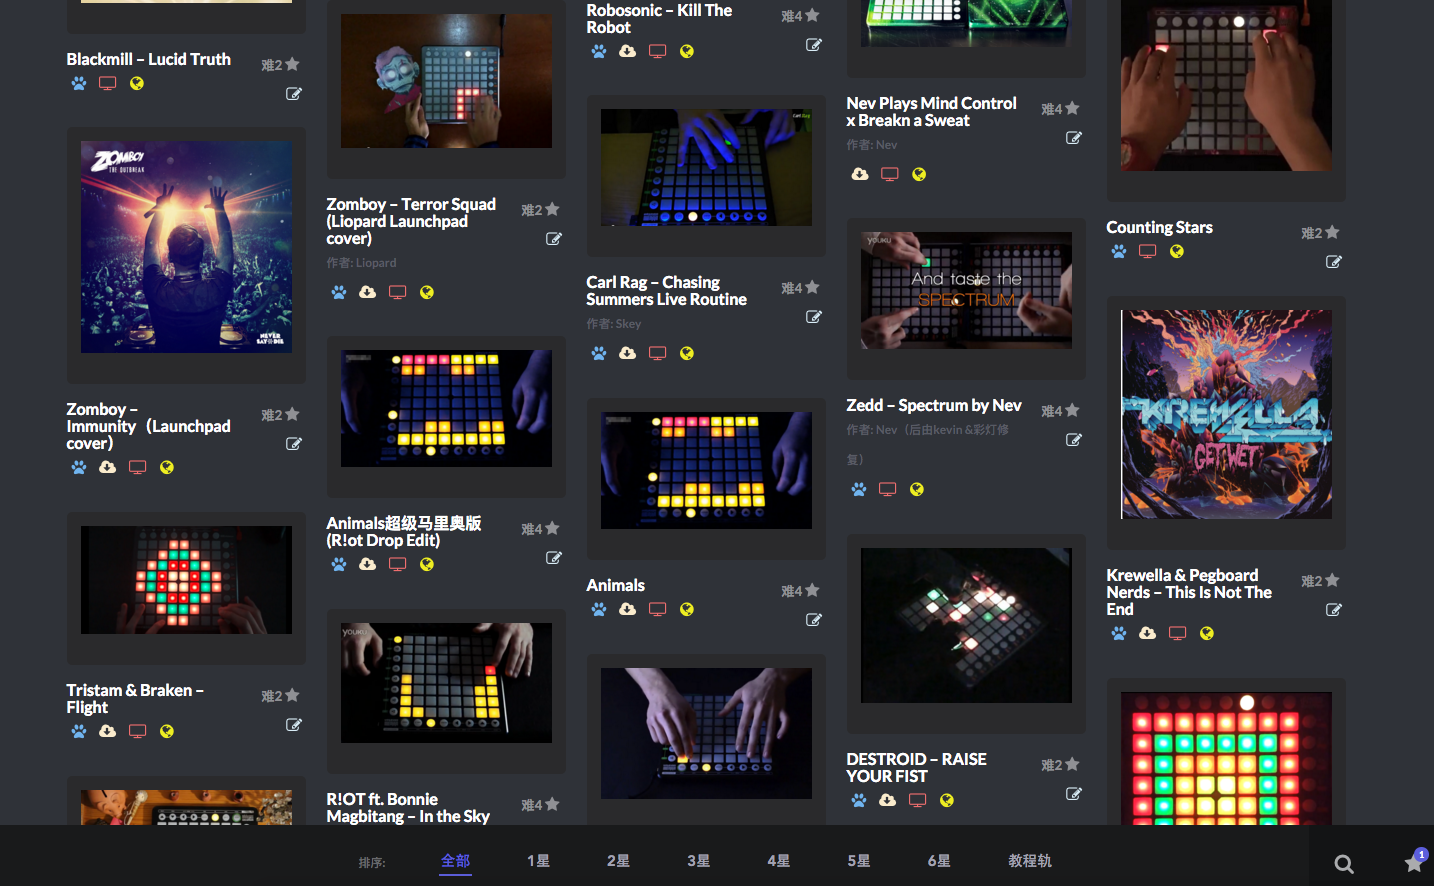 Blackmill – Lucid Truth
难2
ZOMBOY
THE OUTBREAK
NEVER
SAY DIE
Zomboy –
Immunity（Launchpad
cover）
难2
Tristam & Braken –
Flight
难2
Zomboy – Terror Squad
(Liopard Launchpad
cover)
难2
作者: Liopard
Animals超级马里奥版
(R!ot Drop Edit)
难4
YOUKU
R!OT ft. Bonnie
Magbitang – In the Sky
难4
Robosonic – Kill The
Robot
难4
Carl Rag – Chasing
Summers Live Routine
难4
作者: Skey
Animals
难4
Nev Plays Mind Control
x Breakn a Sweat
难4
作者: Nev
YOUKU
And taste the
SPECTRUM
Zedd – Spectrum by Nev
难4
作者: Nev（后由kevin &彩灯修
复）
DESTROID – RAISE
YOUR FIST
难2
Counting Stars
难2
KREWELLA
GET WET
Krewella & Pegboard
Nerds – This Is Not The
End
难2
排序: 全部 1星 2星 3星 4星 5星 6星 教程轨 1